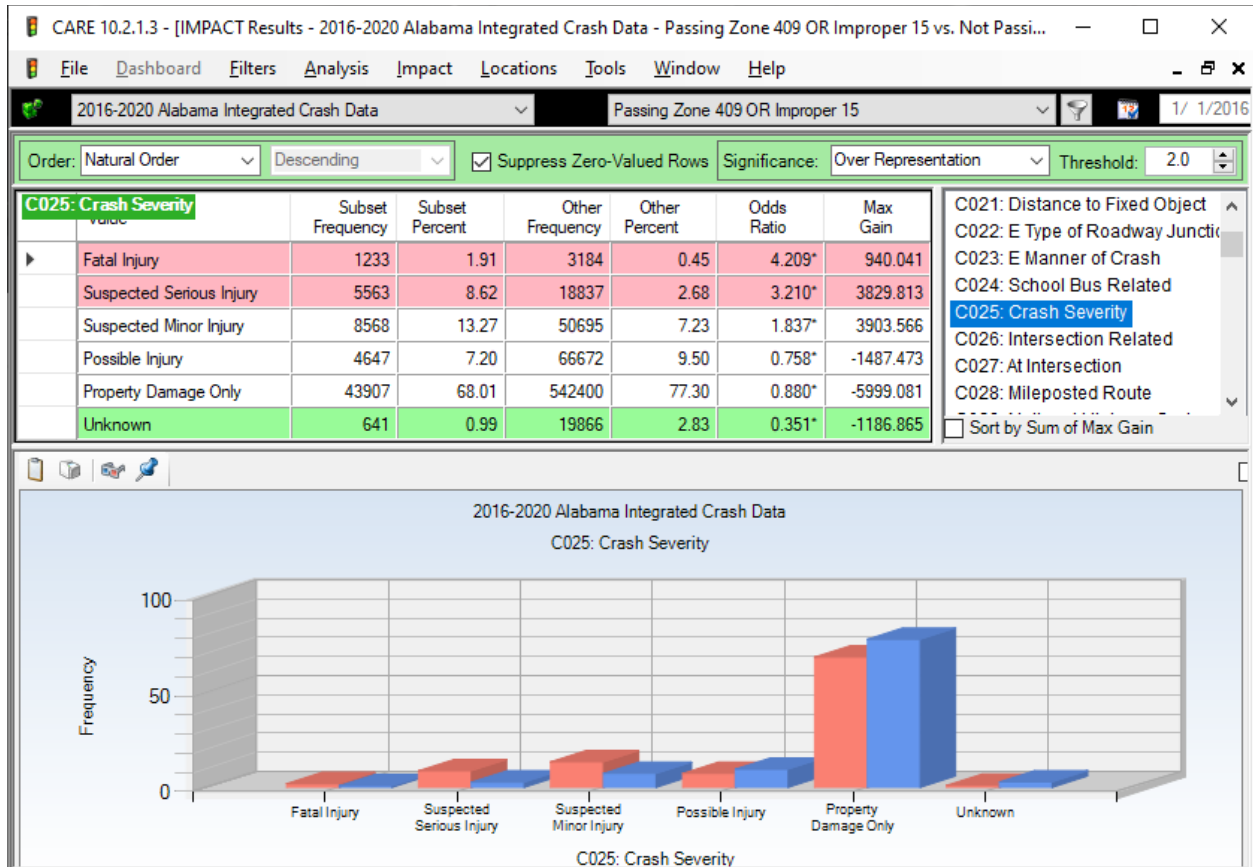 CARE 10.2.1.3 - [IMPACT Results - 2016-2020 Alabama Integrated Crash Data - Passing Zone 409 OR Improper 15 vs. Not Passi...
File Dashboard Filters Analysis Impact Locations Tools Window Help
2016-2020 Alabama Integrated Crash Data Passing Zone 409 OR Improper 15 1/ 1/2016
Order: Natural Order Descending Suppress Zero-Valued Rows Significance: Over Representation Threshold: 2.0
C025: Crash Severity
Subset Frequency Subset Percent Other Frequency Other Percent Odds Ratio Max Gain
Fatal Injury 1233 1.91 3184 0.45 4.209* 940.041
Suspected Serious Injury 5563 8.62 18837 2.68 3.210* 3829.813
Suspected Minor Injury 8568 13.27 50695 7.23 1.837* 3903.566
Possible Injury 4647 7.20 66672 9.50 0.758* -1487.473
Property Damage Only 43907 68.01 542400 77.30 0.880* -5999.081
Unknown 641 0.99 19866 2.83 0.351* -1186.865
C021: Distance to Fixed Object
C022: E Type of Roadway Junctic
C023: E Manner of Crash
C024: School Bus Related
C025: Crash Severity
C026: Intersection Related
C027: At Intersection
C028: Mileposted Route
Sort by Sum of Max Gain
2016-2020 Alabama Integrated Crash Data
C025: Crash Severity
100
50
0
Frequency
Fatal Injury
Suspected
Serious Injury
Suspected
Minor Injury
Possible Injury
Property
Damage Only
Unknown
C025: Crash Severity